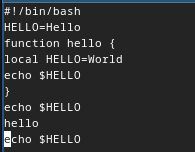 #!/bin/bash
HELLO=Hello
function hello {
local HELLO=World
echo $HELLO
}
echo $HELLO
hello
echo $HELLO